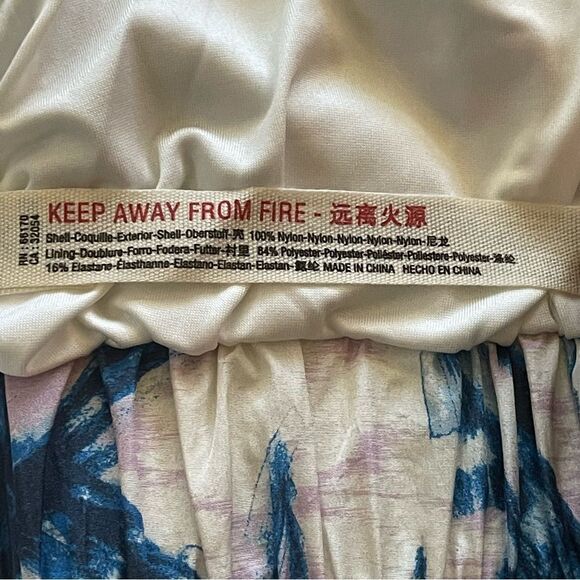 RN: 66170
CA: 32054
KEEP AWAY FROM FIRE - 远离火源
Shell-Coquille-Exterior-Shell-Oberstoff-壳 100% Nylon-Nylon-Nylon-Nylon-Nylon-尼龙
Lining-Doublure-Forro-Fodera-Futter-衬里 84% Polyester-Polyester-Poliéster-Poliestere-Polyester-涤纶
16% Elastane-Élasthanne-Elastano-Elastan-Elastan-氨纶 MADE IN CHINA HECHO EN CHINA